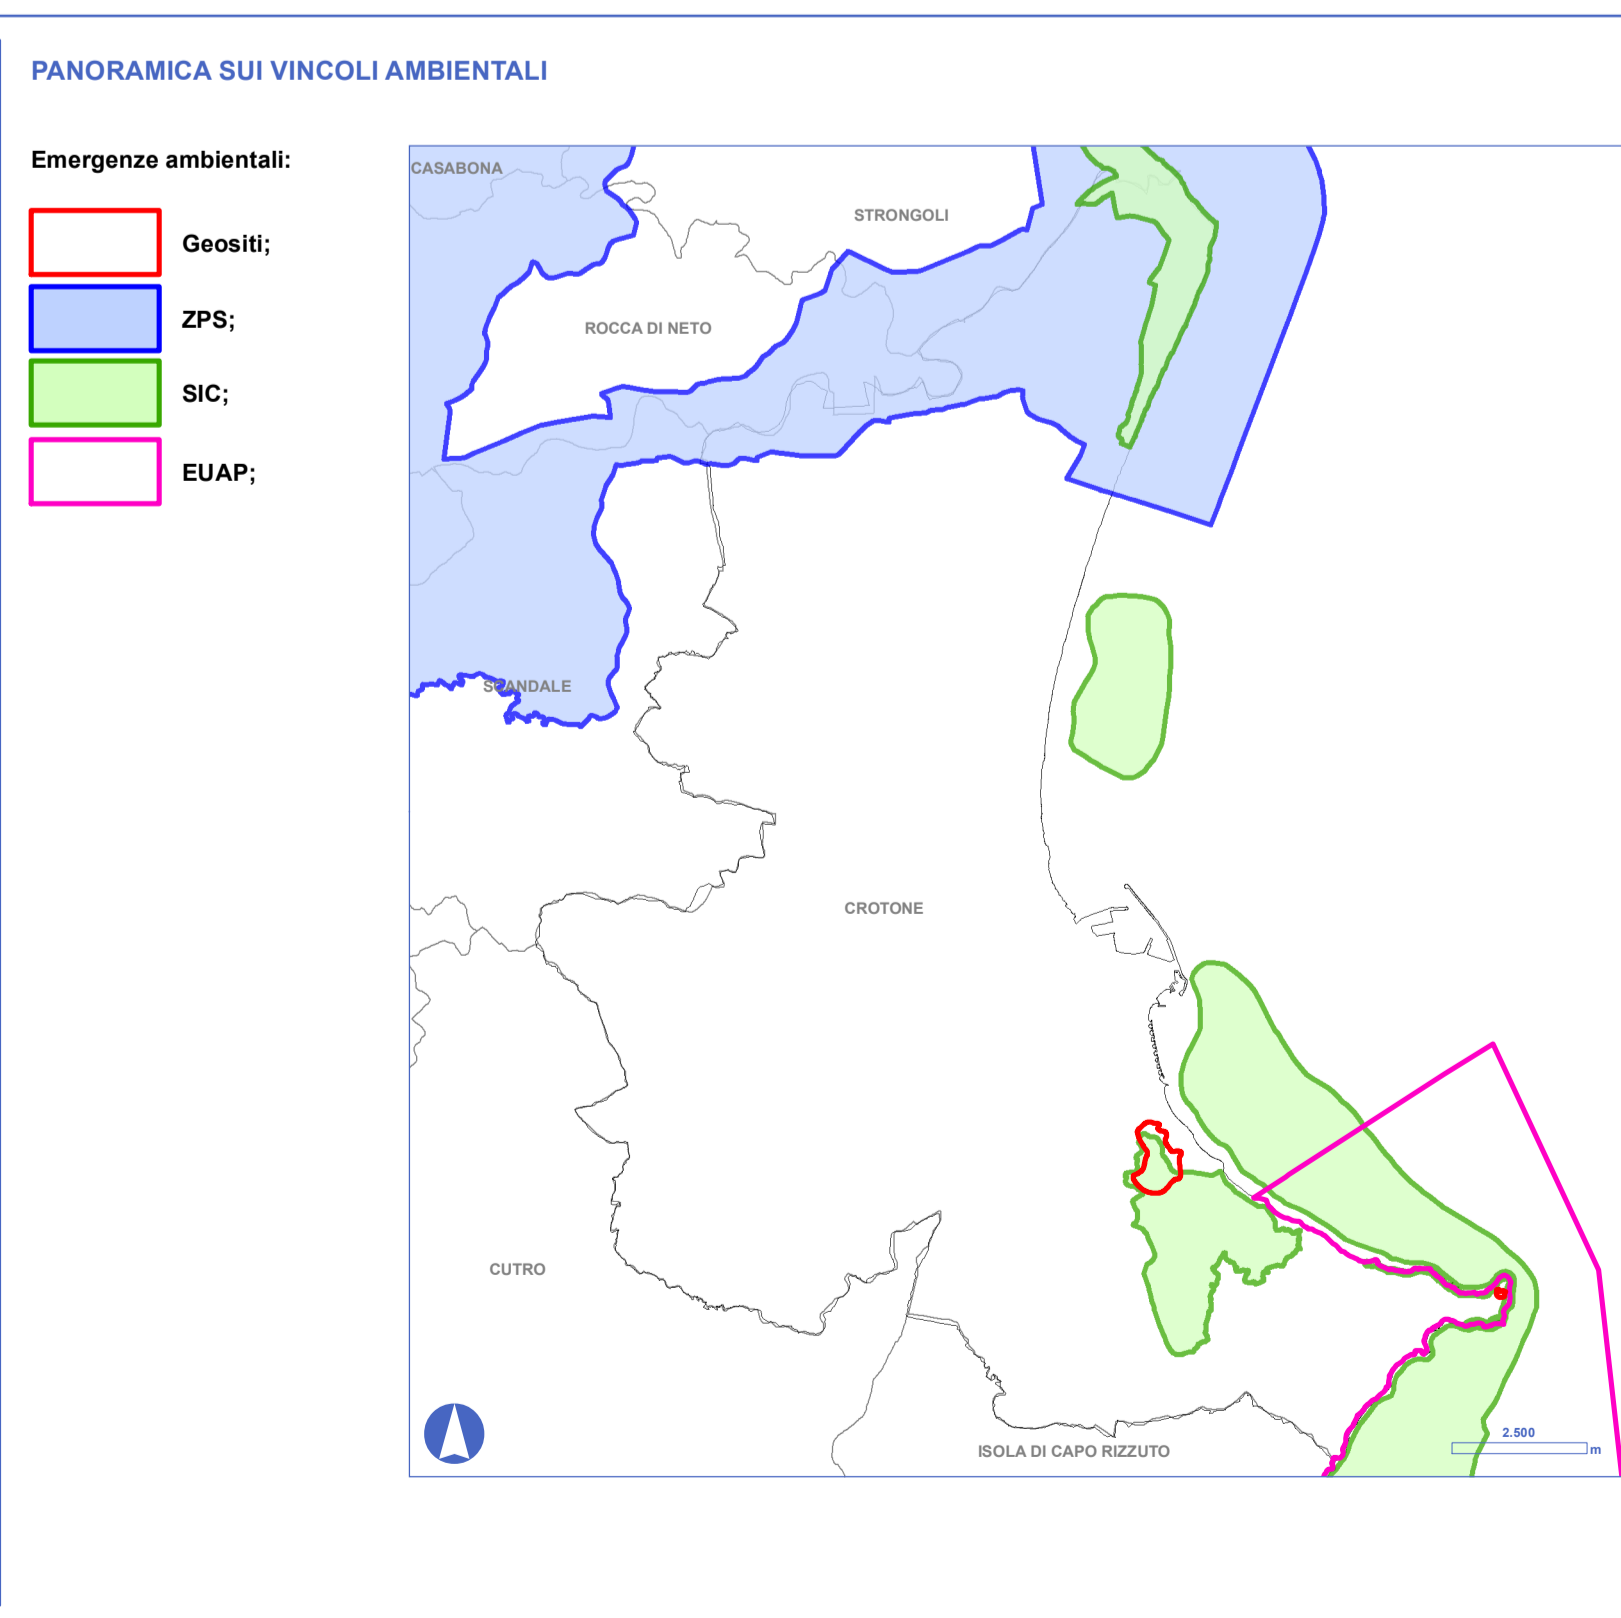 PANORAMICA SUI VINCOLI AMBIENTALI
Emergenze ambientali:
Geositi;
ZPS;
SIC;
EUAP;
CASABONA
STRONGOLI
ROCCA DI NETO
SCANDALE
CROTONE
CUTRO
ISOLA DI CAPO RIZZUTO
2.500
m